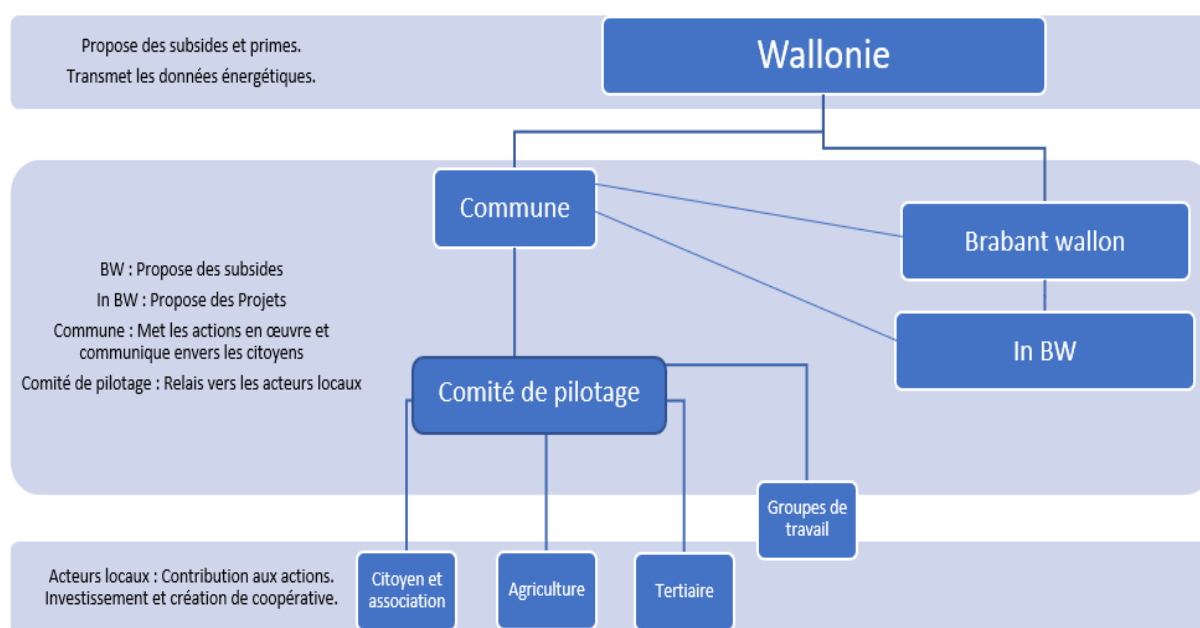 Propose des subsides et primes.
Transmet les données énergétiques.
Wallonie
Commune
Brabant wallon
In BW
BW : Propose des subsides
In BW : Propose des Projets
Commune : Met les actions en œuvre et
communique envers les citoyens
Comité de pilotage : Relais vers les acteurs locaux
Comité de pilotage
Groupes de
travail
Acteurs locaux : Contribution aux actions.
Investissement et création de coopérative.
Citoyen et
association
Agriculture
Tertiaire